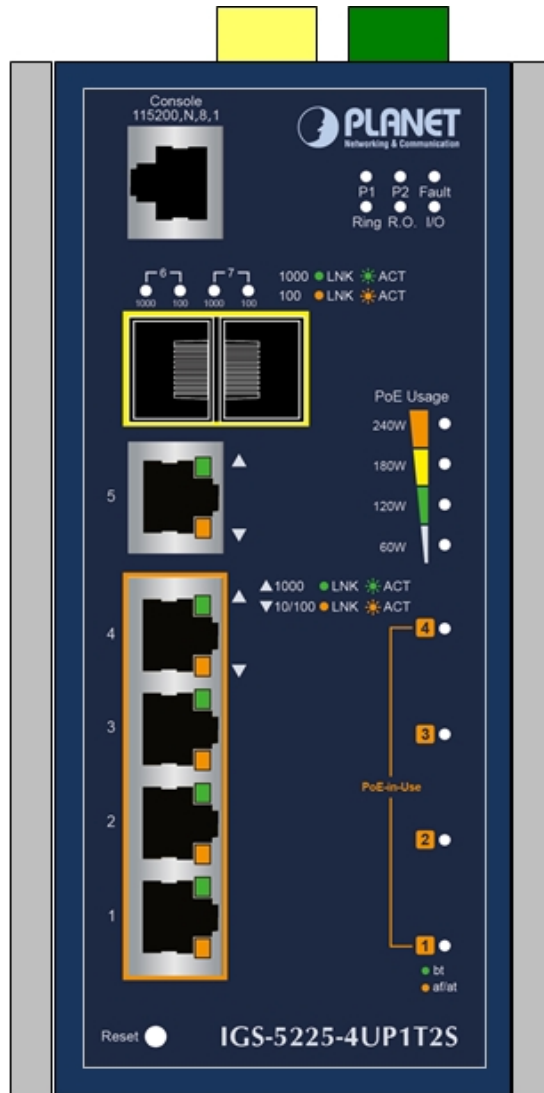 Console
115200,N,8,1
PLANET
Networking & Communication
P1 P2 Fault
Ring R.O. I/O
6 7
1000 100 1000 100
1000 LNK ACT
100 LNK ACT
PoE Usage
240W
180W
120W
60W
5
▲1000 LNK ACT
▼10/100 LNK ACT
4
3
2
1
4
3
PoE-in-Use
2
1
bt
af/at
Reset
IGS-5225-4UP1T2S